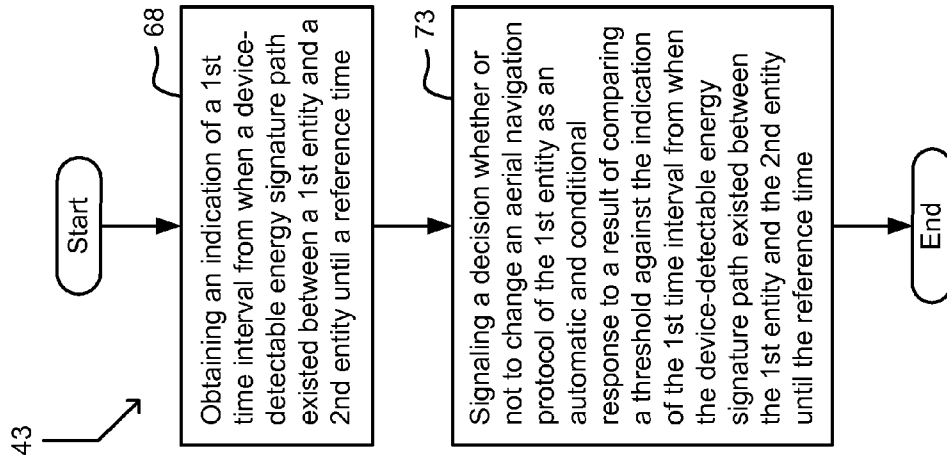 43
Start
68
Obtaining an indication of a 1st
time interval from when a device-
detectable energy signature path
existed between a 1st entity and a
2nd entity until a reference time
73
Signaling a decision whether or
not to change an aerial navigation
protocol of the 1st entity as an
automatic and conditional
response to a result of comparing
a threshold against the indication
of the 1st time interval from when
the device-detectable energy
signature path existed between
the 1st entity and the 2nd entity
until the reference time
End